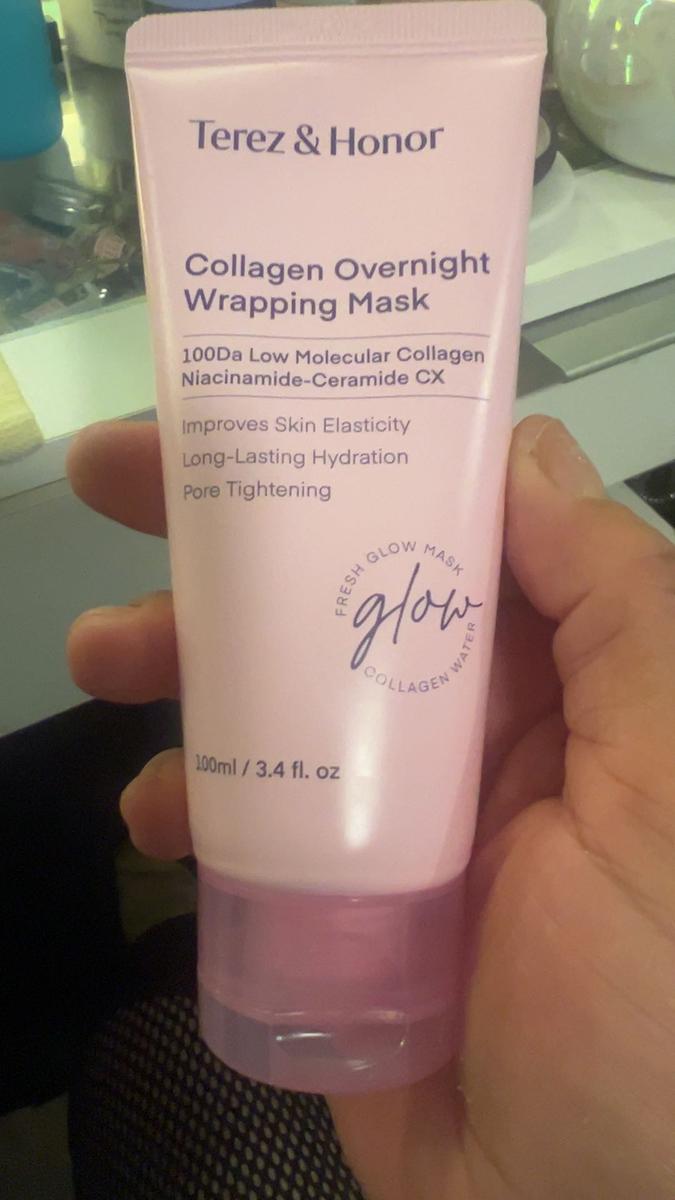 Terez & Honor
Collagen Overnight
Wrapping Mask
100Da Low Molecular Collagen
Niacinamide-Ceramide CX
Improves Skin Elasticity
Long-Lasting Hydration
Pore Tightening
FRESH GLOW MASK
glow
COLLAGEN WATER
100ml / 3.4 fl. oz